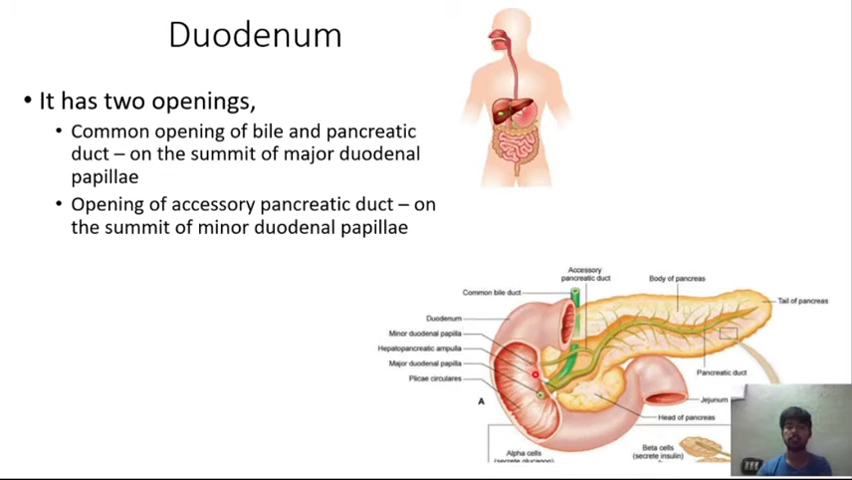 Duodenum
• It has two openings,
• Common opening of bile and pancreatic
duct – on the summit of major duodenal
papillae
• Opening of accessory pancreatic duct – on
the summit of minor duodenal papillae
Accessory
pancreatic duct
Body of pancreas
Common bile duct
Tail of pancreas
Duodenum
Minor duodenal papilla
Hepatopancreatic ampulla
Major duodenal papilla
Pancreatic duct
Plicae circulares
A
Jejunum
Head of pancreas
Alpha cells
(secrete glucagon)
Beta cells
(secrete insulin)